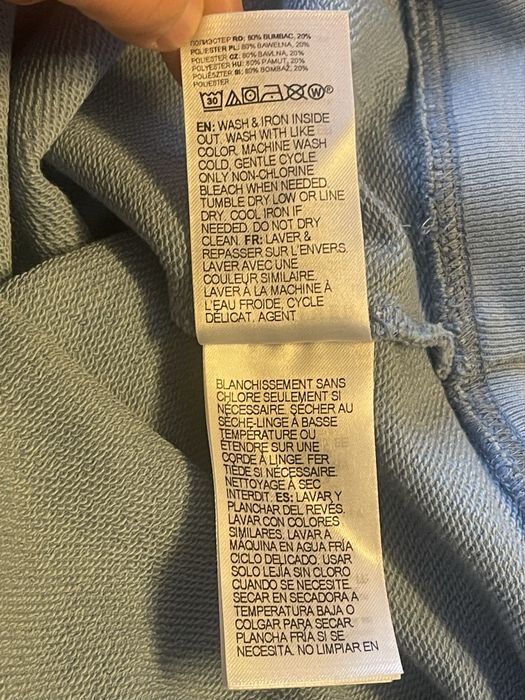 ПОЛИЭСТЕР RO: 80% BUMBAC, 20%
POLIESTER PL: 80% BAWEŁNA, 20%
POLIESTER CZ: 80% BAVLNA, 20%
POLYESTER HU: 80% PAMUT, 20%
POLIÉSZTER SI: 80% BOMBAŽ, 20%
POLIESTER
30 W®
EN: WASH & IRON INSIDE
OUT. WASH WITH LIKE
COLOR. MACHINE WASH
COLD, GENTLE CYCLE.
ONLY NON-CHLORINE
BLEACH WHEN NEEDED.
TUMBLE DRY LOW OR LINE
DRY. COOL IRON IF
NEEDED. DO NOT DRY
CLEAN. FR: LAVER &
REPASSER SUR L'ENVERS.
LAVER AVEC UNE
COULEUR SIMILAIRE.
LAVER À LA MACHINE À
L'EAU FROIDE, CYCLE
DÉLICAT. AGENT
BLANCHISSEMENT SANS
CHLORE SEULEMENT SI
NÉCESSAIRE. SÉCHER AU
SÈCHE-LINGE À BASSE
TEMPÉRATURE OU
ÉTENDRE SUR UNE
CORDE À LINGE. FER
TIÈDE SI NÉCESSAIRE.
NETTOYAGE À SEC
INTERDIT. ES: LAVAR Y
PLANCHAR DEL REVÉS.
LAVAR CON COLORES
SIMILARES, LAVAR A
MÁQUINA EN AGUA FRÍA
CICLO DELICADO. USAR
SOLO LEJÍA SIN CLORO
CUANDO SE NECESITE.
SECAR EN SECADORA A
TEMPERATURA BAJA O
COLGAR PARA SECAR.
PLANCHA FRÍA SI SE
NECESITA. NO LIMPIAR EN